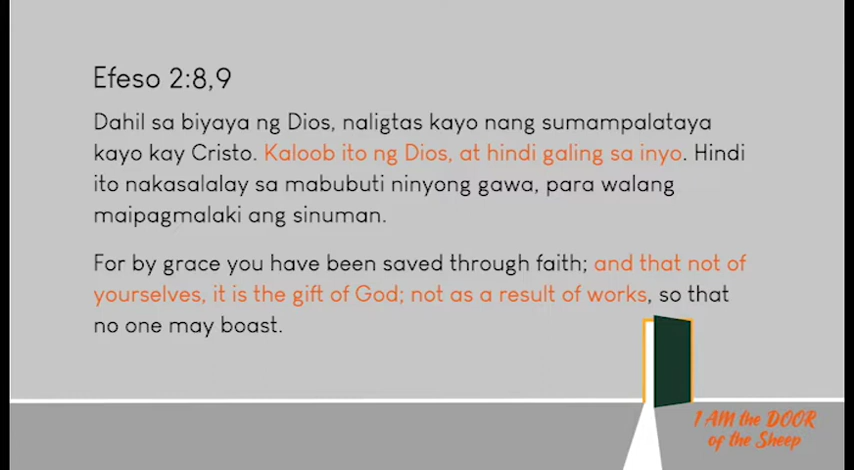 Efeso 2:8,9
Dahil sa biyaya ng Dios, naligtas kayo nang sumampalataya
kayo kay Cristo. Kaloob ito ng Dios, at hindi galing sa inyo. Hindi
ito nakasalalay sa mabubuti ninyong gawa, para walang
maipagmalaki ang sinuman.
For by grace you have been saved through faith; and that not of
yourselves, it is the gift of God; not as a result of works, so that
no one may boast.
I AM the DOOR
of the Sheep